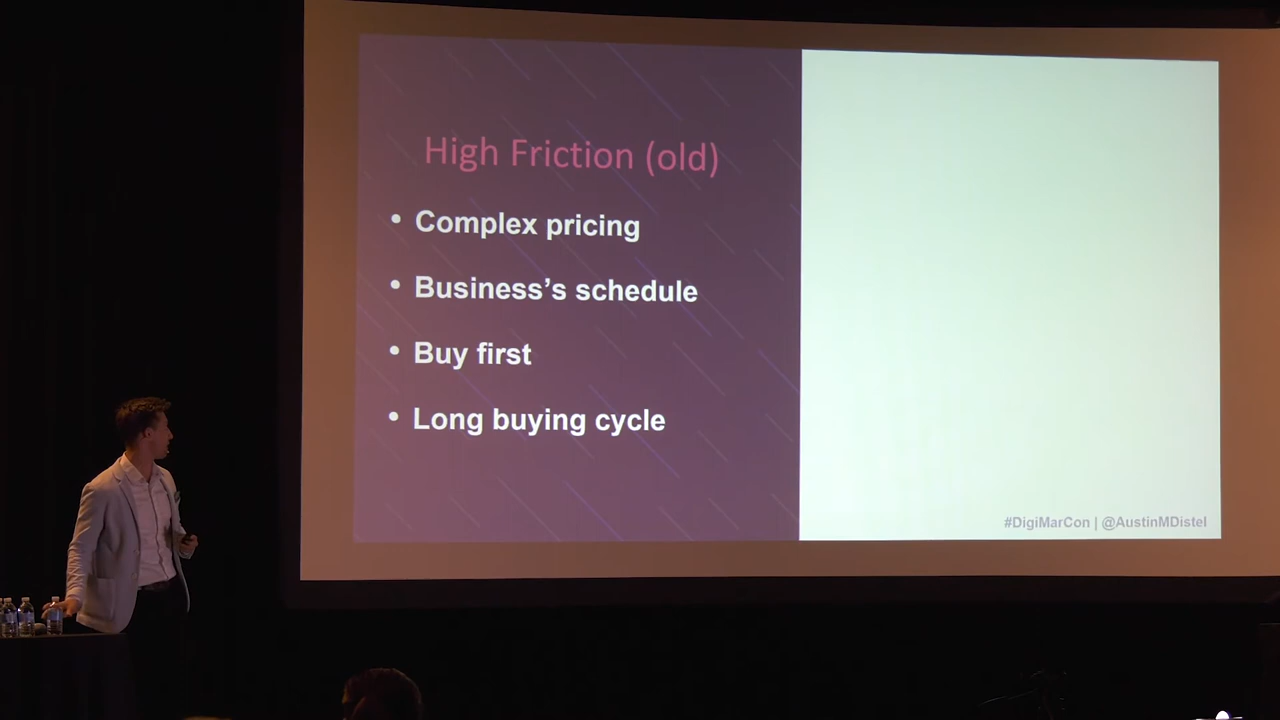 High Friction (old)
• Complex pricing
• Business’s schedule
• Buy first
• Long buying cycle
#DigiMarCon | @AustinMDistel